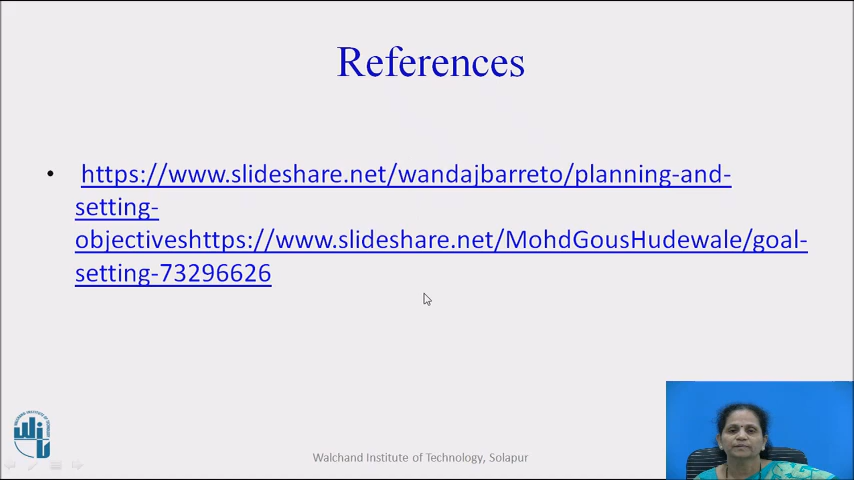 References
• https://www.slideshare.net/wandajbarreto/planning-and-
setting-
objectiveshttps://www.slideshare.net/MohdGousHudewale/goal-
setting-73296626
Walchand Institute of Technology, Solapur